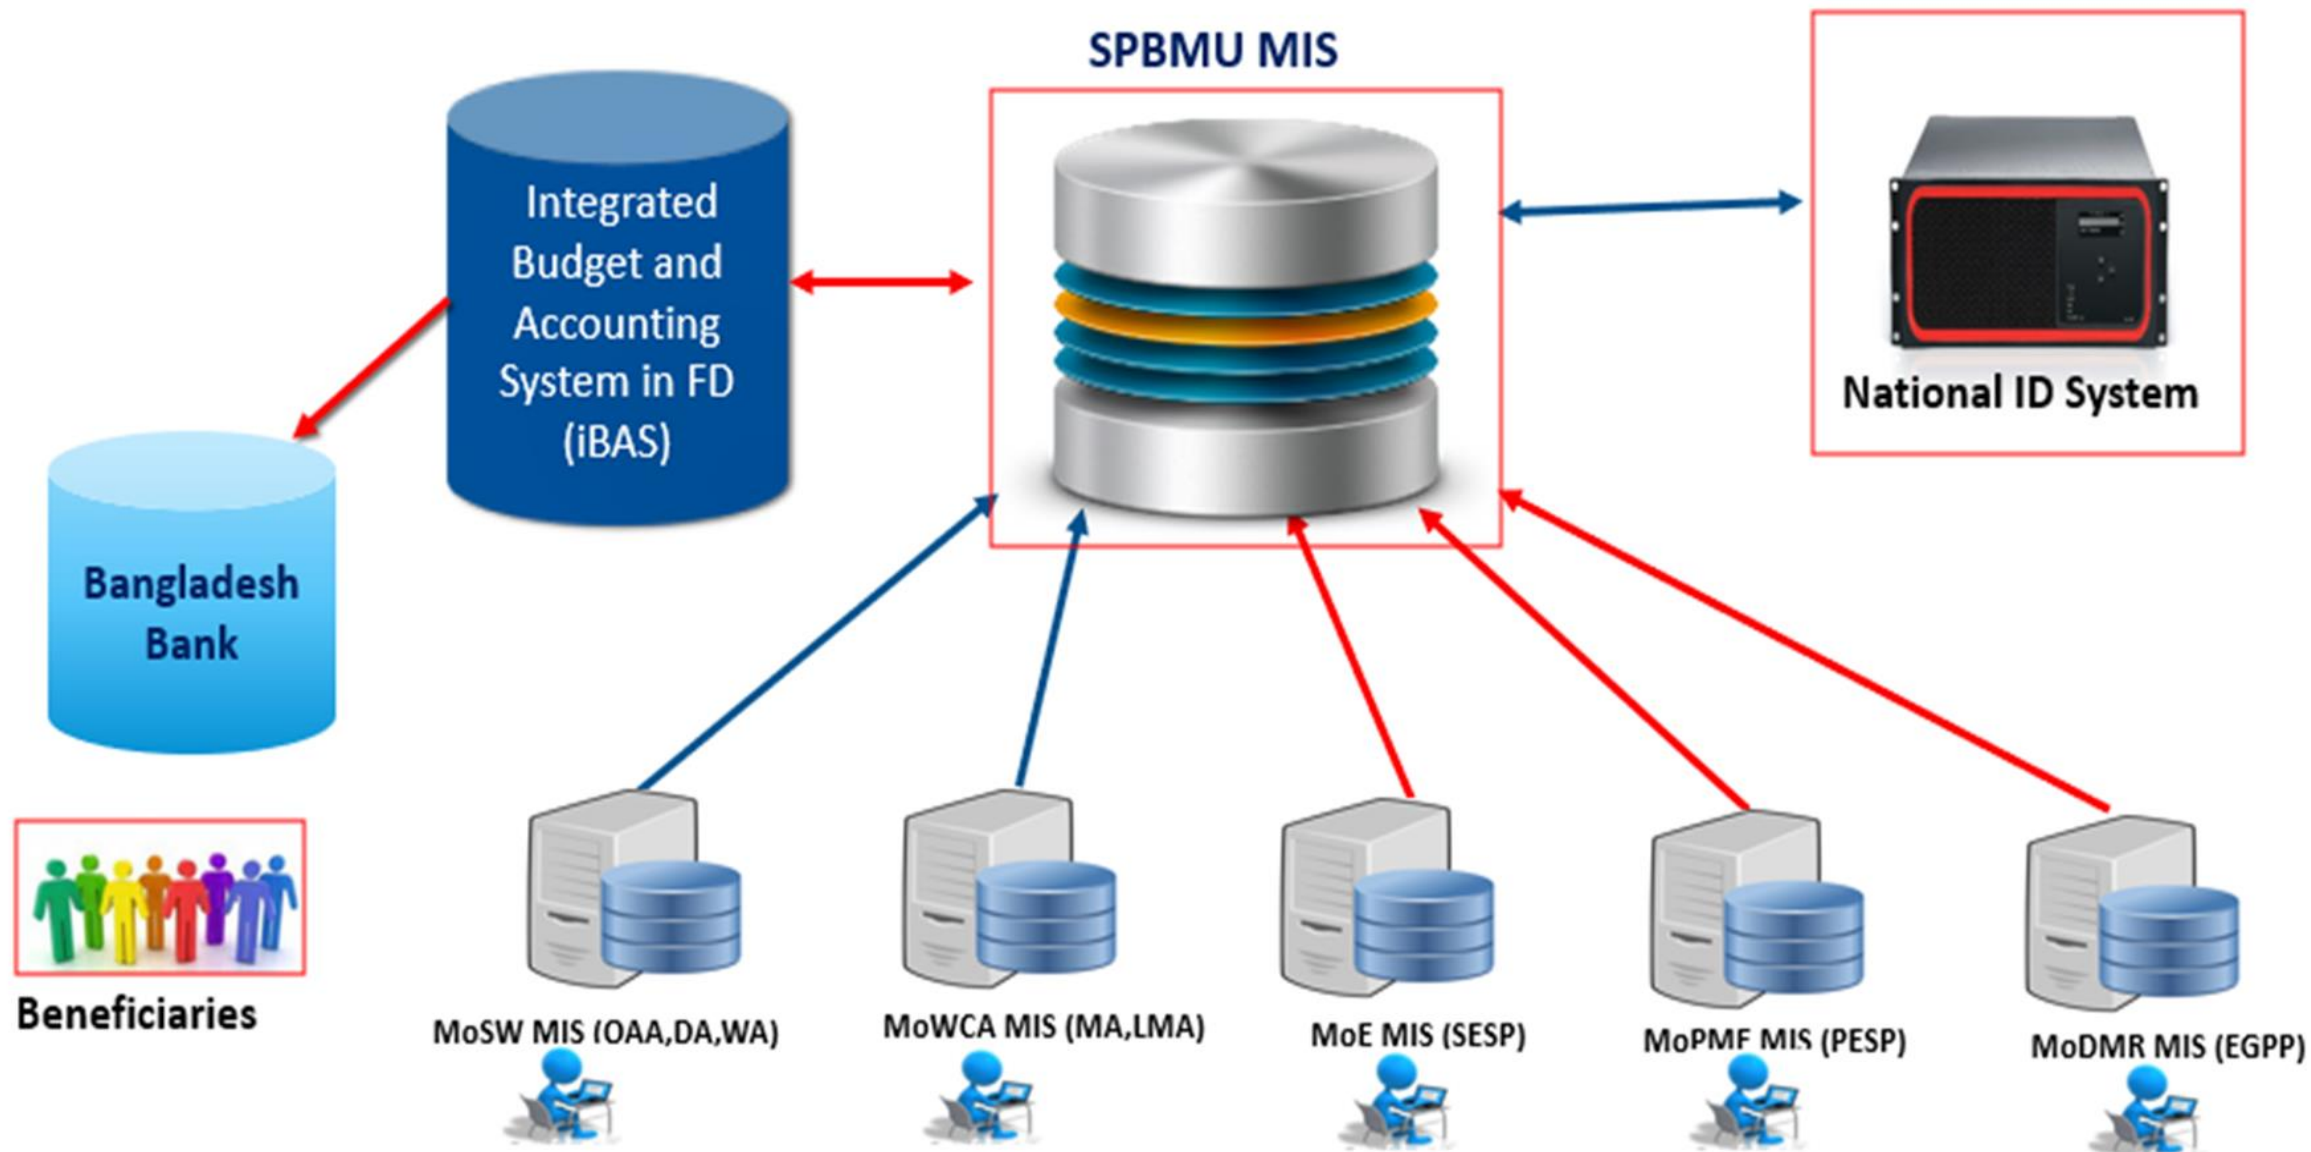 SPBMU MIS
Integrated
Budget and
Accounting
System in FD
(iBAS)
National ID System
Bangladesh
Bank
Beneficiaries
MoSW MIS (OAA,DA,WA)
MoWCA MIS (MA,LMA)
MoE MIS (SESP)
MoPME MIS (PESP)
MoDMR MIS (EGPP)